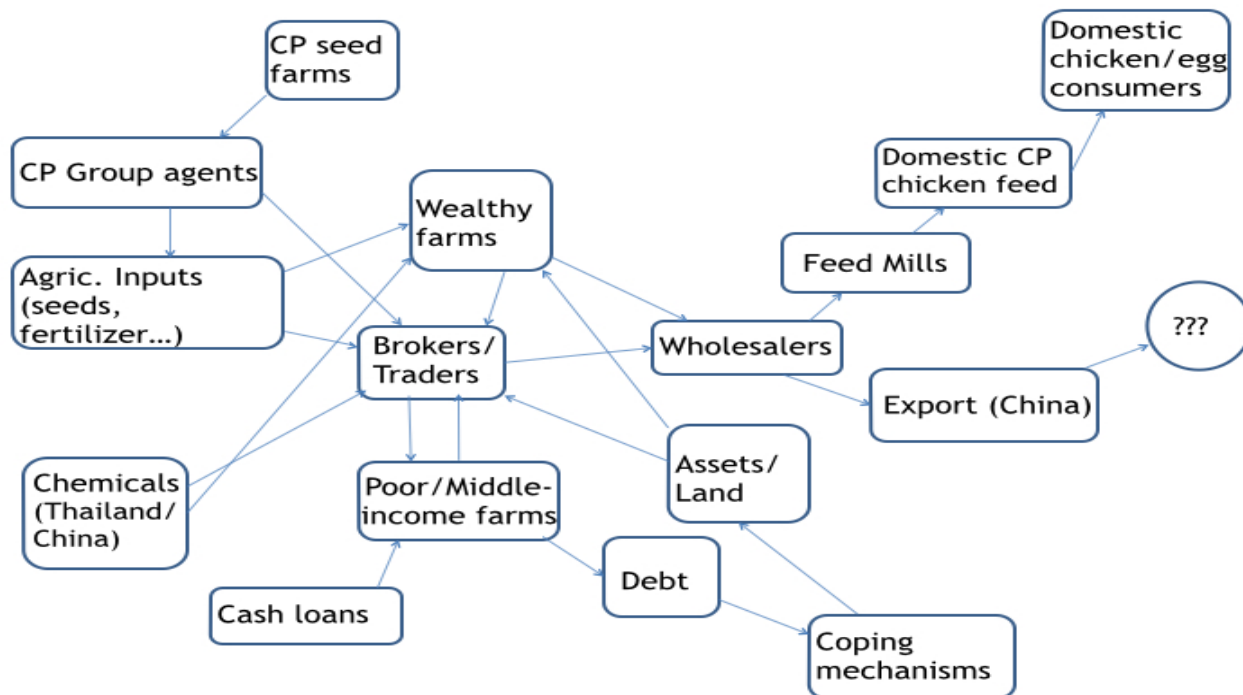 CP seed
farms
Domestic
chicken/egg
consumers
CP Group agents
Domestic CP
chicken feed
Wealthy
farms
Agric. Inputs
(seeds,
fertilizer...)
Feed Mills
???
Brokers/
Traders
Wholesalers
Export (China)
Chemicals
(Thailand/
China)
Poor/Middle-
income farms
Assets/
Land
Debt
Cash loans
Coping
mechanisms